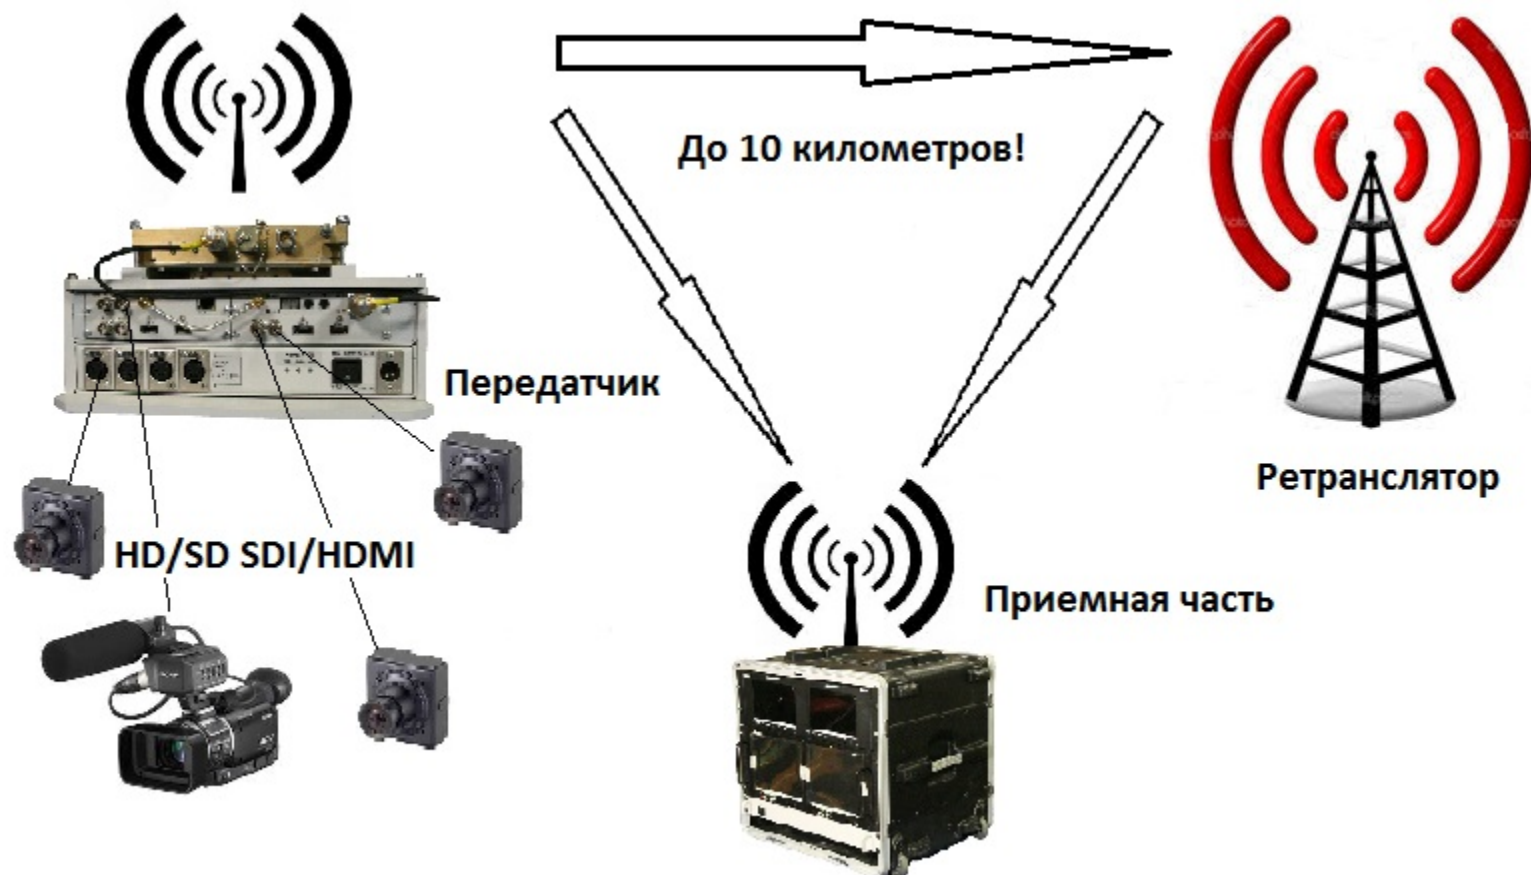 До 10 километров!
Передатчик
Ретранслятор
HD/SD SDI/HDMI
Приемная часть